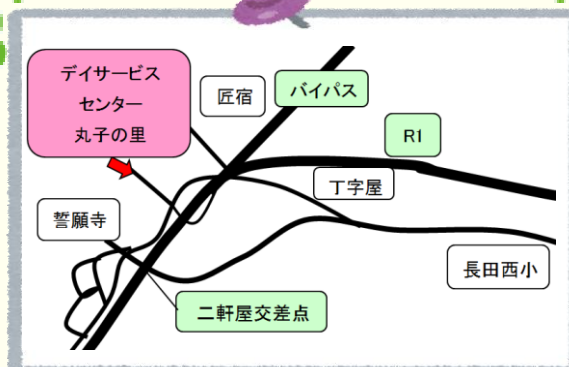 デイサービス
センター
丸子の里
匠宿
バイパス
R1
丁字屋
誓願寺
長田西小
二軒屋交差点